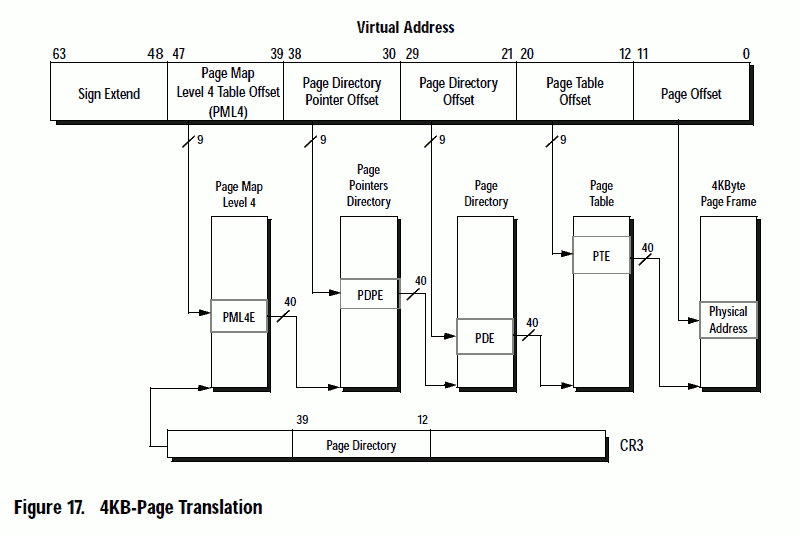 Virtual Address
63 48 47 39 38 30 29 21 20 12 11 0
Sign Extend
Page Map
Level 4 Table Offset
(PML4)
Page Directory
Pointer Offset
Page Directory
Offset
Page Table
Offset
Page Offset
9 9 9 9
Page Map
Level 4
Page
Pointers
Directory
Page
Directory
Page
Table
4KByte
Page Frame
PML4E
40
PDPE
40
PDE
40
PTE
40
Physical
Address
39 12
Page Directory
CR3
Figure 17. 4KB-Page Translation